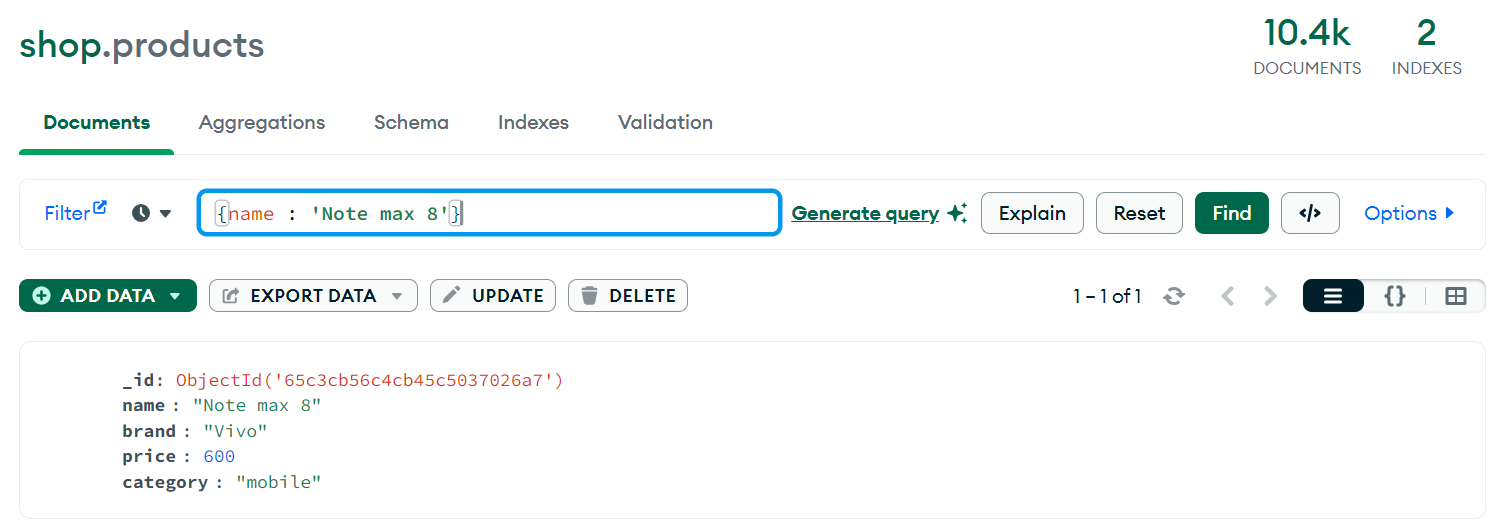 shop.products
10.4k 2
DOCUMENTS INDEXES
Documents Aggregations Schema Indexes Validation
Filter {name : 'Note max 8'} Generate query Explain Reset Find </> Options
ADD DATA EXPORT DATA UPDATE DELETE 1 – 1 of 1 {}
_id: ObjectId('65c3cb56c4cb45c5037026a7')
name : "Note max 8"
brand : "Vivo"
price : 600
category : "mobile"